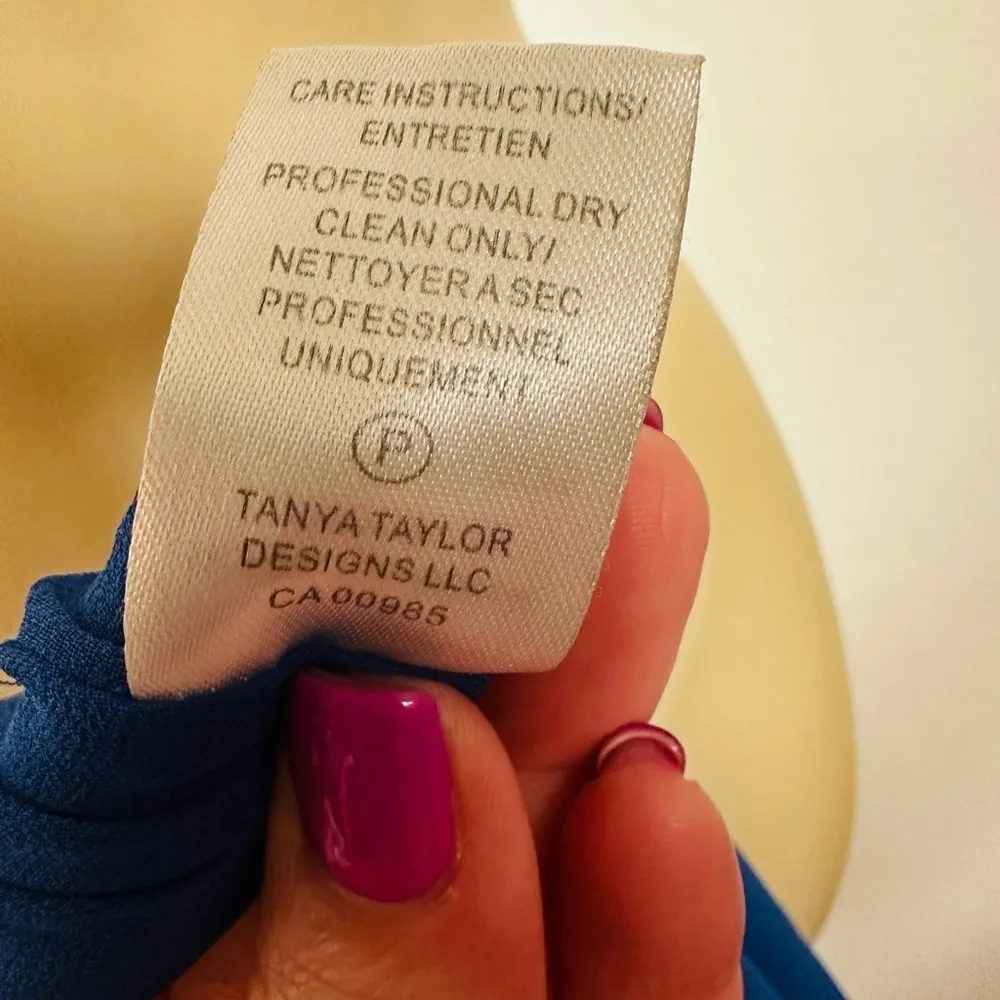 CARE INSTRUCTIONS/
ENTRETIEN
PROFESSIONAL DRY
CLEAN ONLY/
NETTOYER A SEC
PROFESSIONNEL
UNIQUEMENT
P
TANYA TAYLOR
DESIGNS LLC
CA 00985